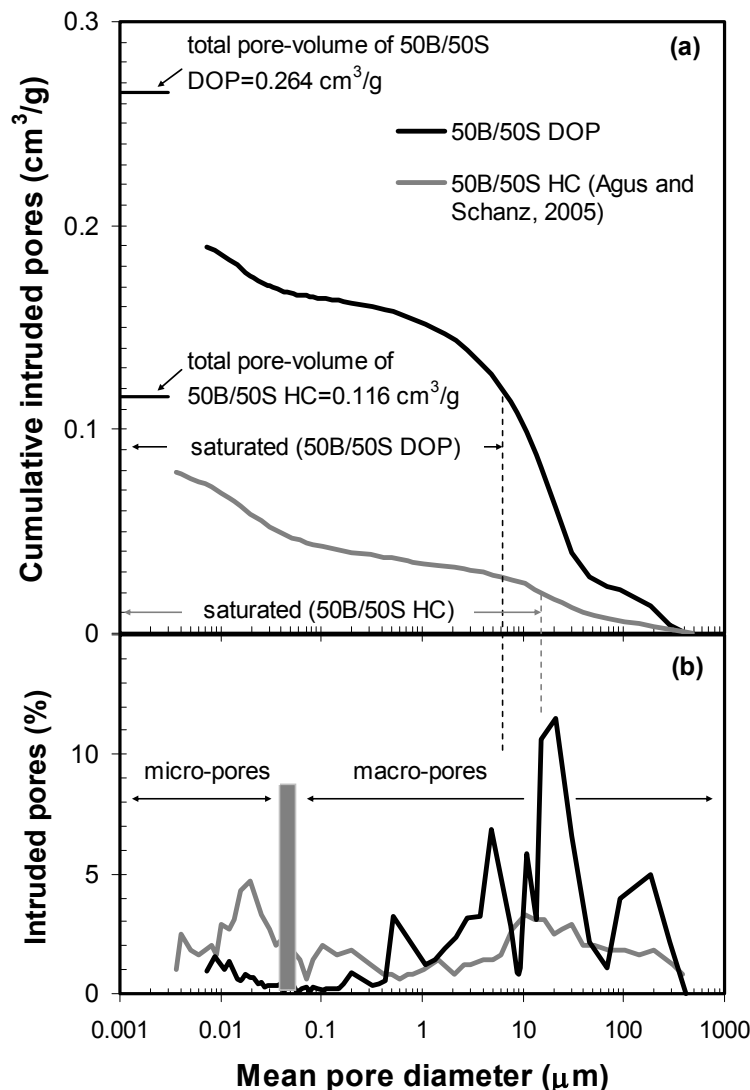 0.3
(a)
total pore-volume of 50B/50S
DOP=0.264 cm³/g
50B/50S DOP
50B/50S HC (Agus and
Schanz, 2005)
0.2
total pore-volume of
50B/50S HC=0.116 cm³/g
0.1
saturated (50B/50S DOP)
saturated (50B/50S HC)
0
Cumulative intruded pores (cm³/g)
(b)
10
micro-pores
macro-pores
5
0
Intruded pores (%)
0.001 0.01 0.1 1 10 100 1000
Mean pore diameter (μm)